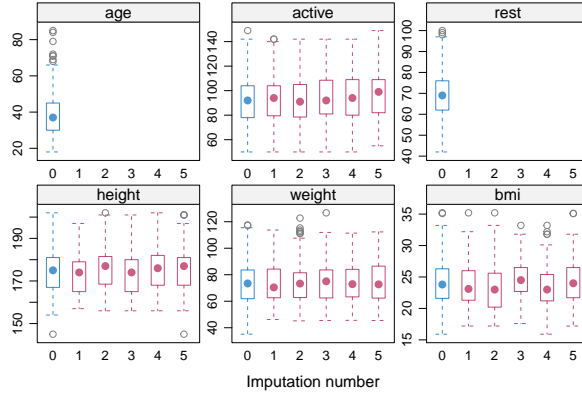 age
active
rest
20 40 60 80
60 80 100 140
40 50 60 70 80 90 100
0 1 2 3 4 5
0 1 2 3 4 5
0 1 2 3 4 5
height
weight
bmi
150 170 190
40 60 80 100 120
15 20 25 30 35
0 1 2 3 4 5
0 1 2 3 4 5
0 1 2 3 4 5
Imputation number